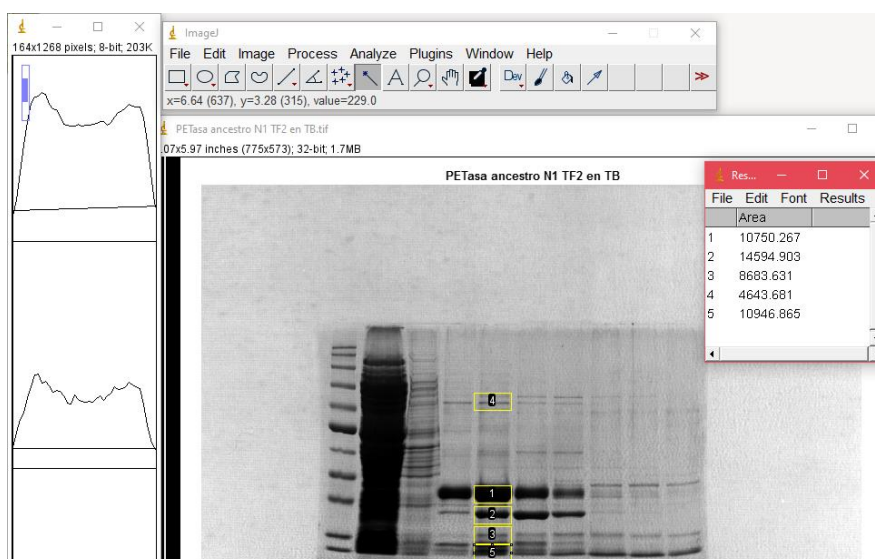 164x1268 pixels; 8-bit; 203K
ImageJ
File Edit Image Process Analyze Plugins Window Help
Dev
x=6.64 (637), y=3.28 (315), value=229.0
PETasa ancestro N1 TF2 en TB.tif
.07x5.97 inches (775x573); 32-bit; 1.7MB
PETasa ancestro N1 TF2 en TB
Res...
File Edit Font Results
Area
1 10750.267
2 14594.903
3 8683.631
4 4643.681
5 10946.865
4
1
2
3
5